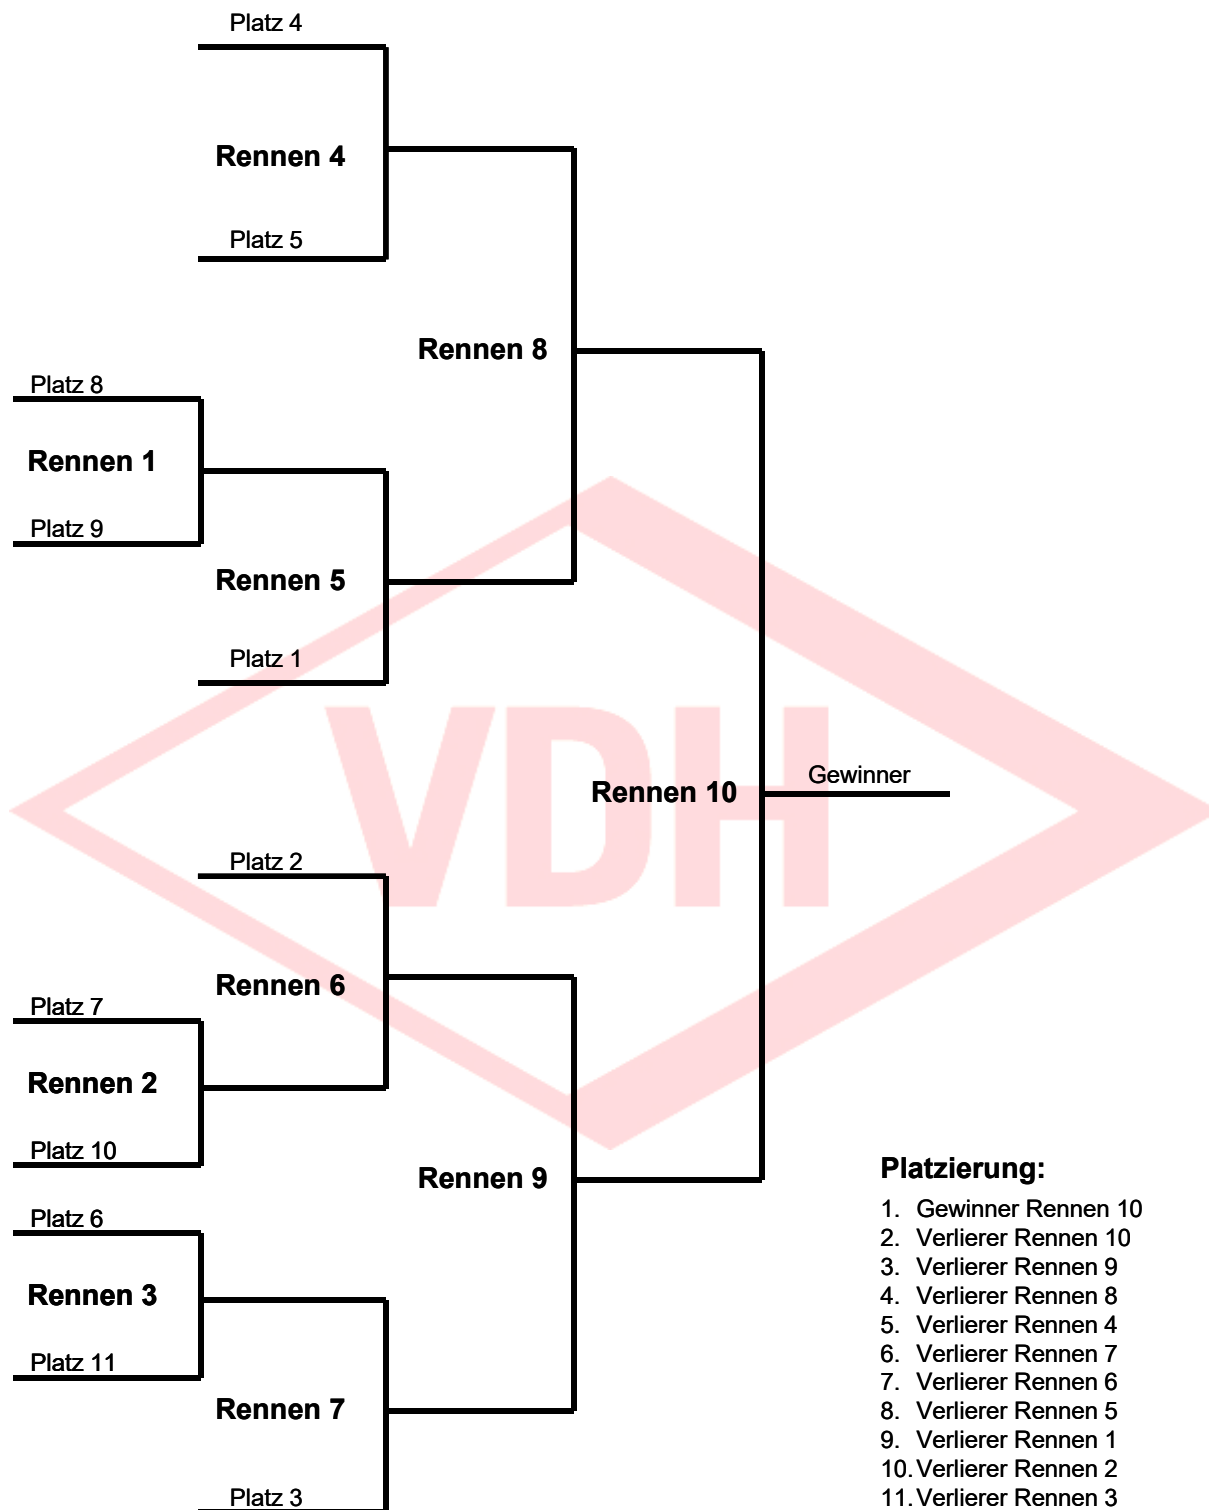 Platz 4
Rennen 4
Platz 5
Rennen 8
Platz 8
Rennen 1
Platz 9
Rennen 5
Platz 1
VDH
Gewinner
Rennen 10
Platz 2
Rennen 6
Platz 7
Rennen 2
Platz 10
Rennen 9
Platz 6
Rennen 3
Platz 11
Rennen 7
Platz 3
Platzierung:
1. Gewinner Rennen 10
2. Verlierer Rennen 10
3. Verlierer Rennen 9
4. Verlierer Rennen 8
5. Verlierer Rennen 4
6. Verlierer Rennen 7
7. Verlierer Rennen 6
8. Verlierer Rennen 5
9. Verlierer Rennen 1
10. Verlierer Rennen 2
11. Verlierer Rennen 3